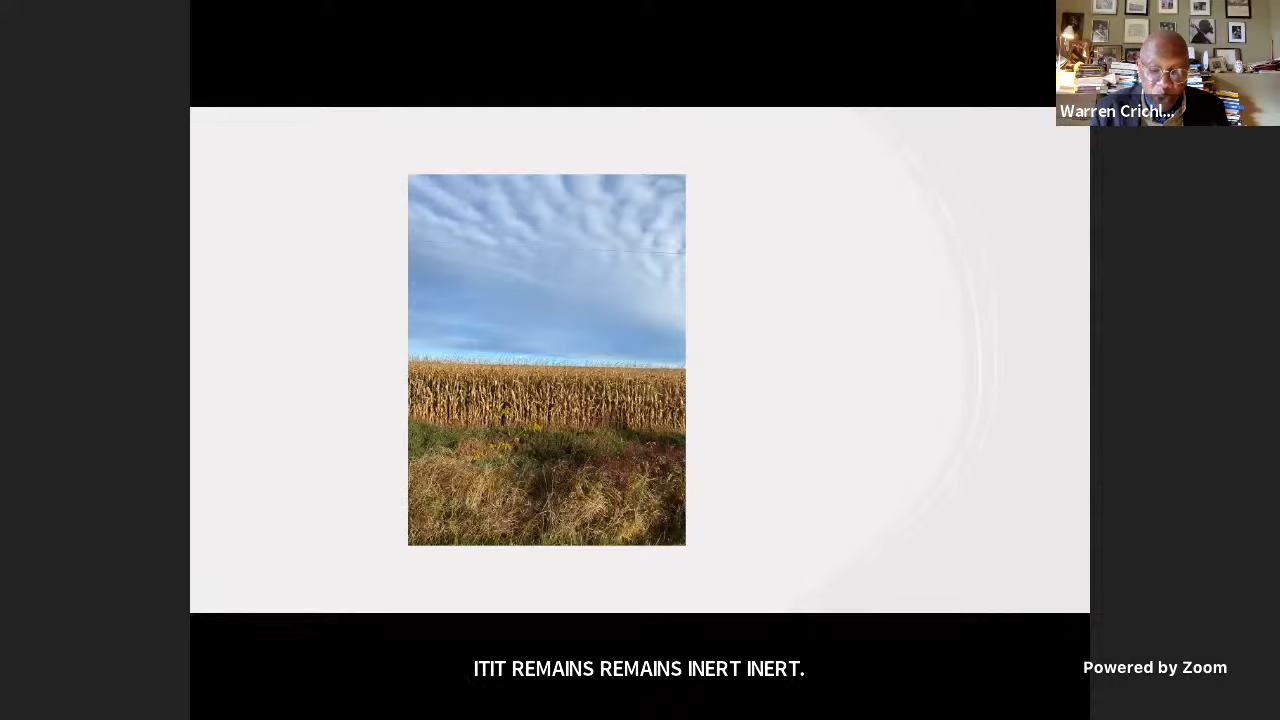 Warren Crichl...
ITIT REMAINS REMAINS INERT INERT.
Powered by Zoom